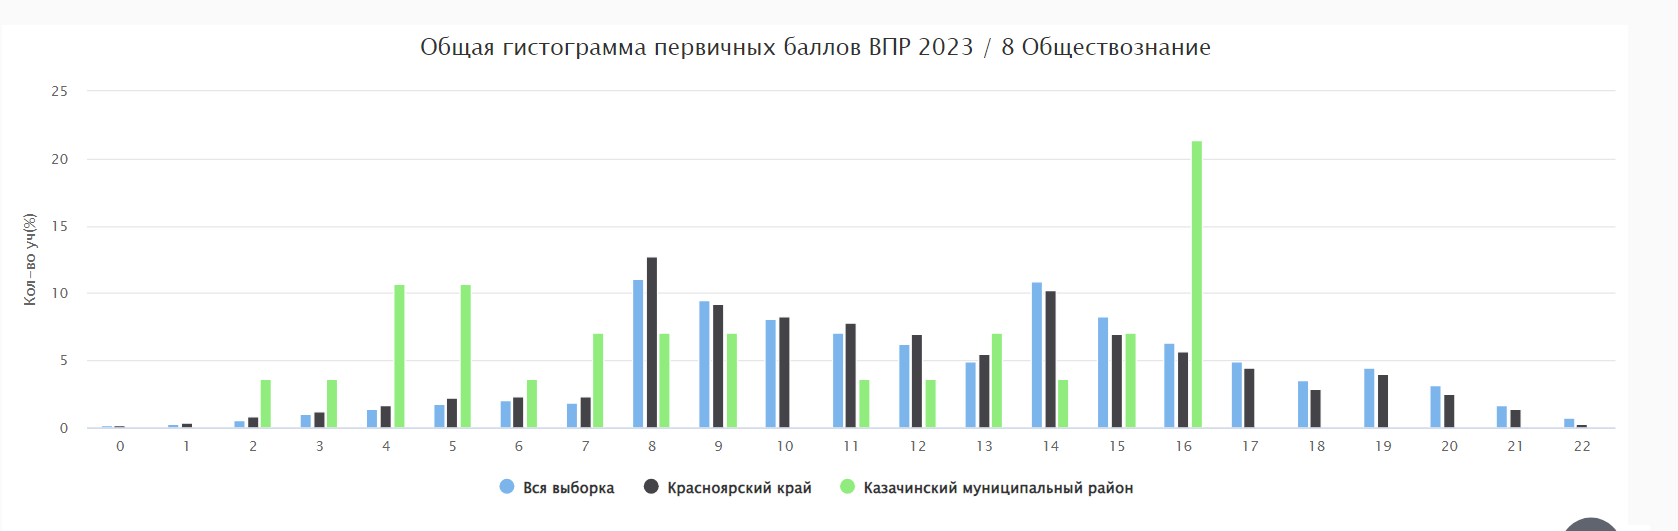 Общая гистограмма первичных баллов ВПР 2023 / 8 Обществознание
Кол-во уч(%)
25
20
15
10
5
0
0 1 2 3 4 5 6 7 8 9 10 11 12 13 14 15 16 17 18 19 20 21 22
Вся выборка Красноярский край Казачинский муниципальный район